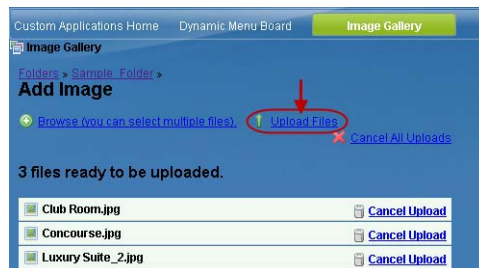 Custom Applications Home Dynamic Menu Board Image Gallery
Image Gallery
Folders » Sample Folder »
Add Image
Browse (you can select multiple files). Upload Files
Cancel All Uploads
3 files ready to be uploaded.
Club Room.jpg Cancel Upload
Concourse.jpg Cancel Upload
Luxury Suite_2.jpg Cancel Upload